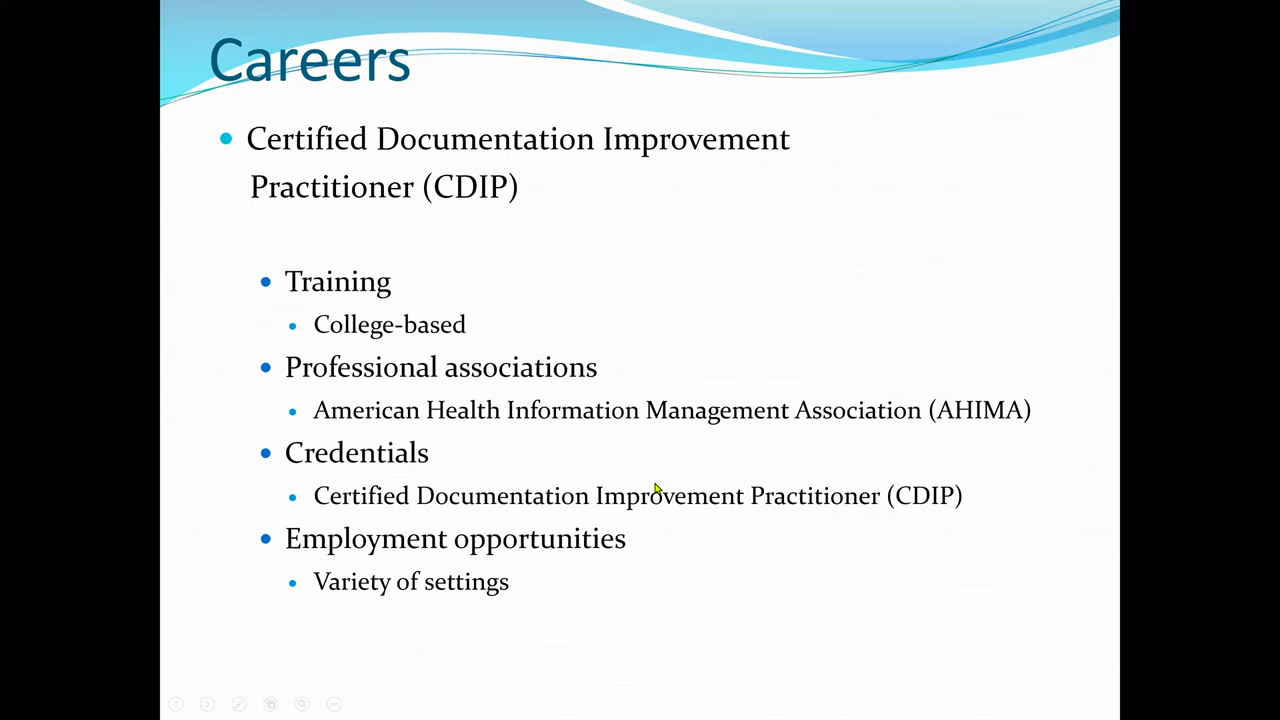 Careers
Certified Documentation Improvement
Practitioner (CDIP)
Training
College-based
Professional associations
American Health Information Management Association (AHIMA)
Credentials
Certified Documentation Improvement Practitioner (CDIP)
Employment opportunities
Variety of settings